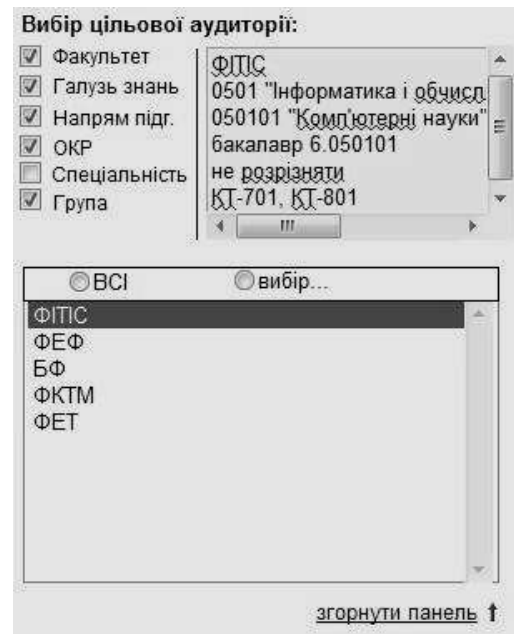 Вибір цільової аудиторії:
Факультет
Галузь знань
Напрям підг.
ОКР
Спеціальність
Група
ФІТІС
0501 "Інформатика і обчисл
050101 "Комп'ютерні науки"
бакалавр 6.050101
не розрізняти
КТ-701, КТ-801
ВСІ
вибір...
ФІТІС
ФЕФ
БФ
ФКТМ
ФЕТ
згорнути панель